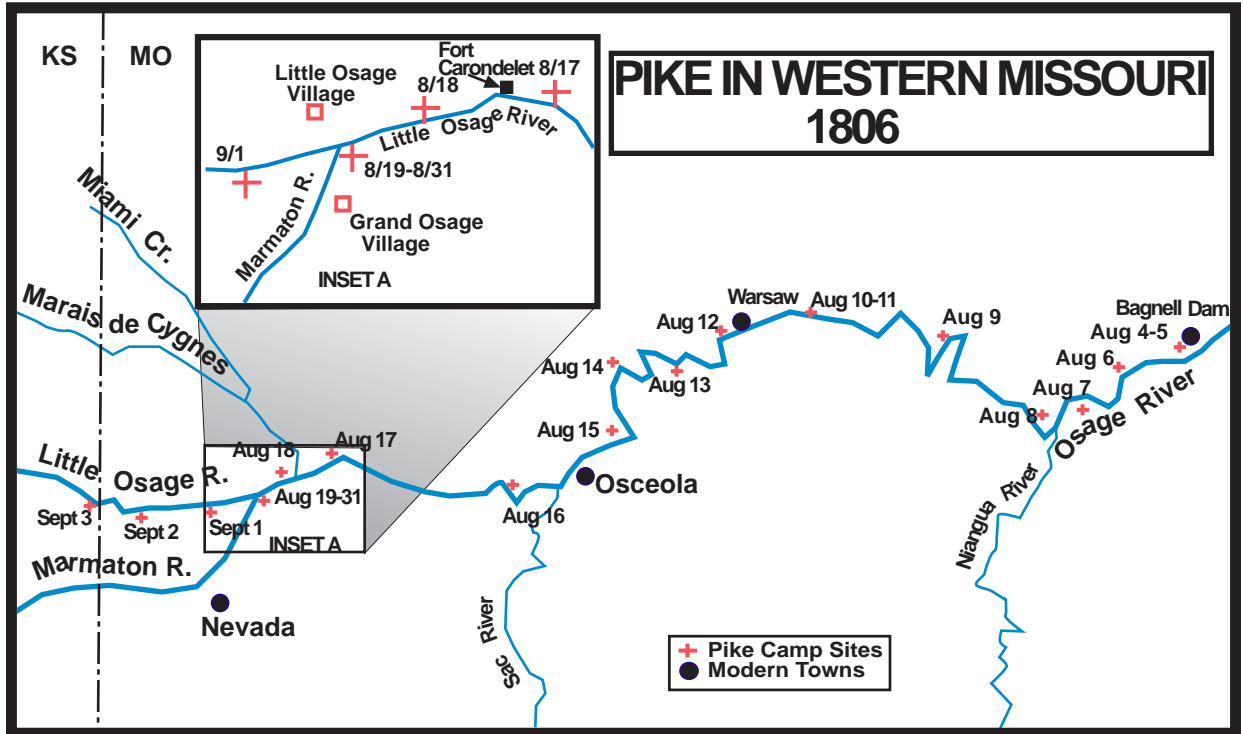 PIKE IN WESTERN MISSOURI
1806
KS
MO
Fort
Carondelet
8/17
Little Osage
Village
8/18
Little Osage River
9/1
8/19-8/31
Marmaton R.
Grand Osage
Village
INSET A
Miami Cr.
Marais de Cygnes
Warsaw
Aug 10-11
Bagnell Dam
Aug 12
Aug 9
Aug 4-5
Aug 14
Aug 13
Aug 6
Aug 7
Aug 8
Osage River
Aug 15
Aug 17
Aug 18
Little Osage R.
Osceola
Aug 19-31
Aug 16
Sept 3
Sept 2
Sept 1
INSET A
Niangua River
Marmaton R.
Nevada
Sac River
Pike Camp Sites
Modern Towns